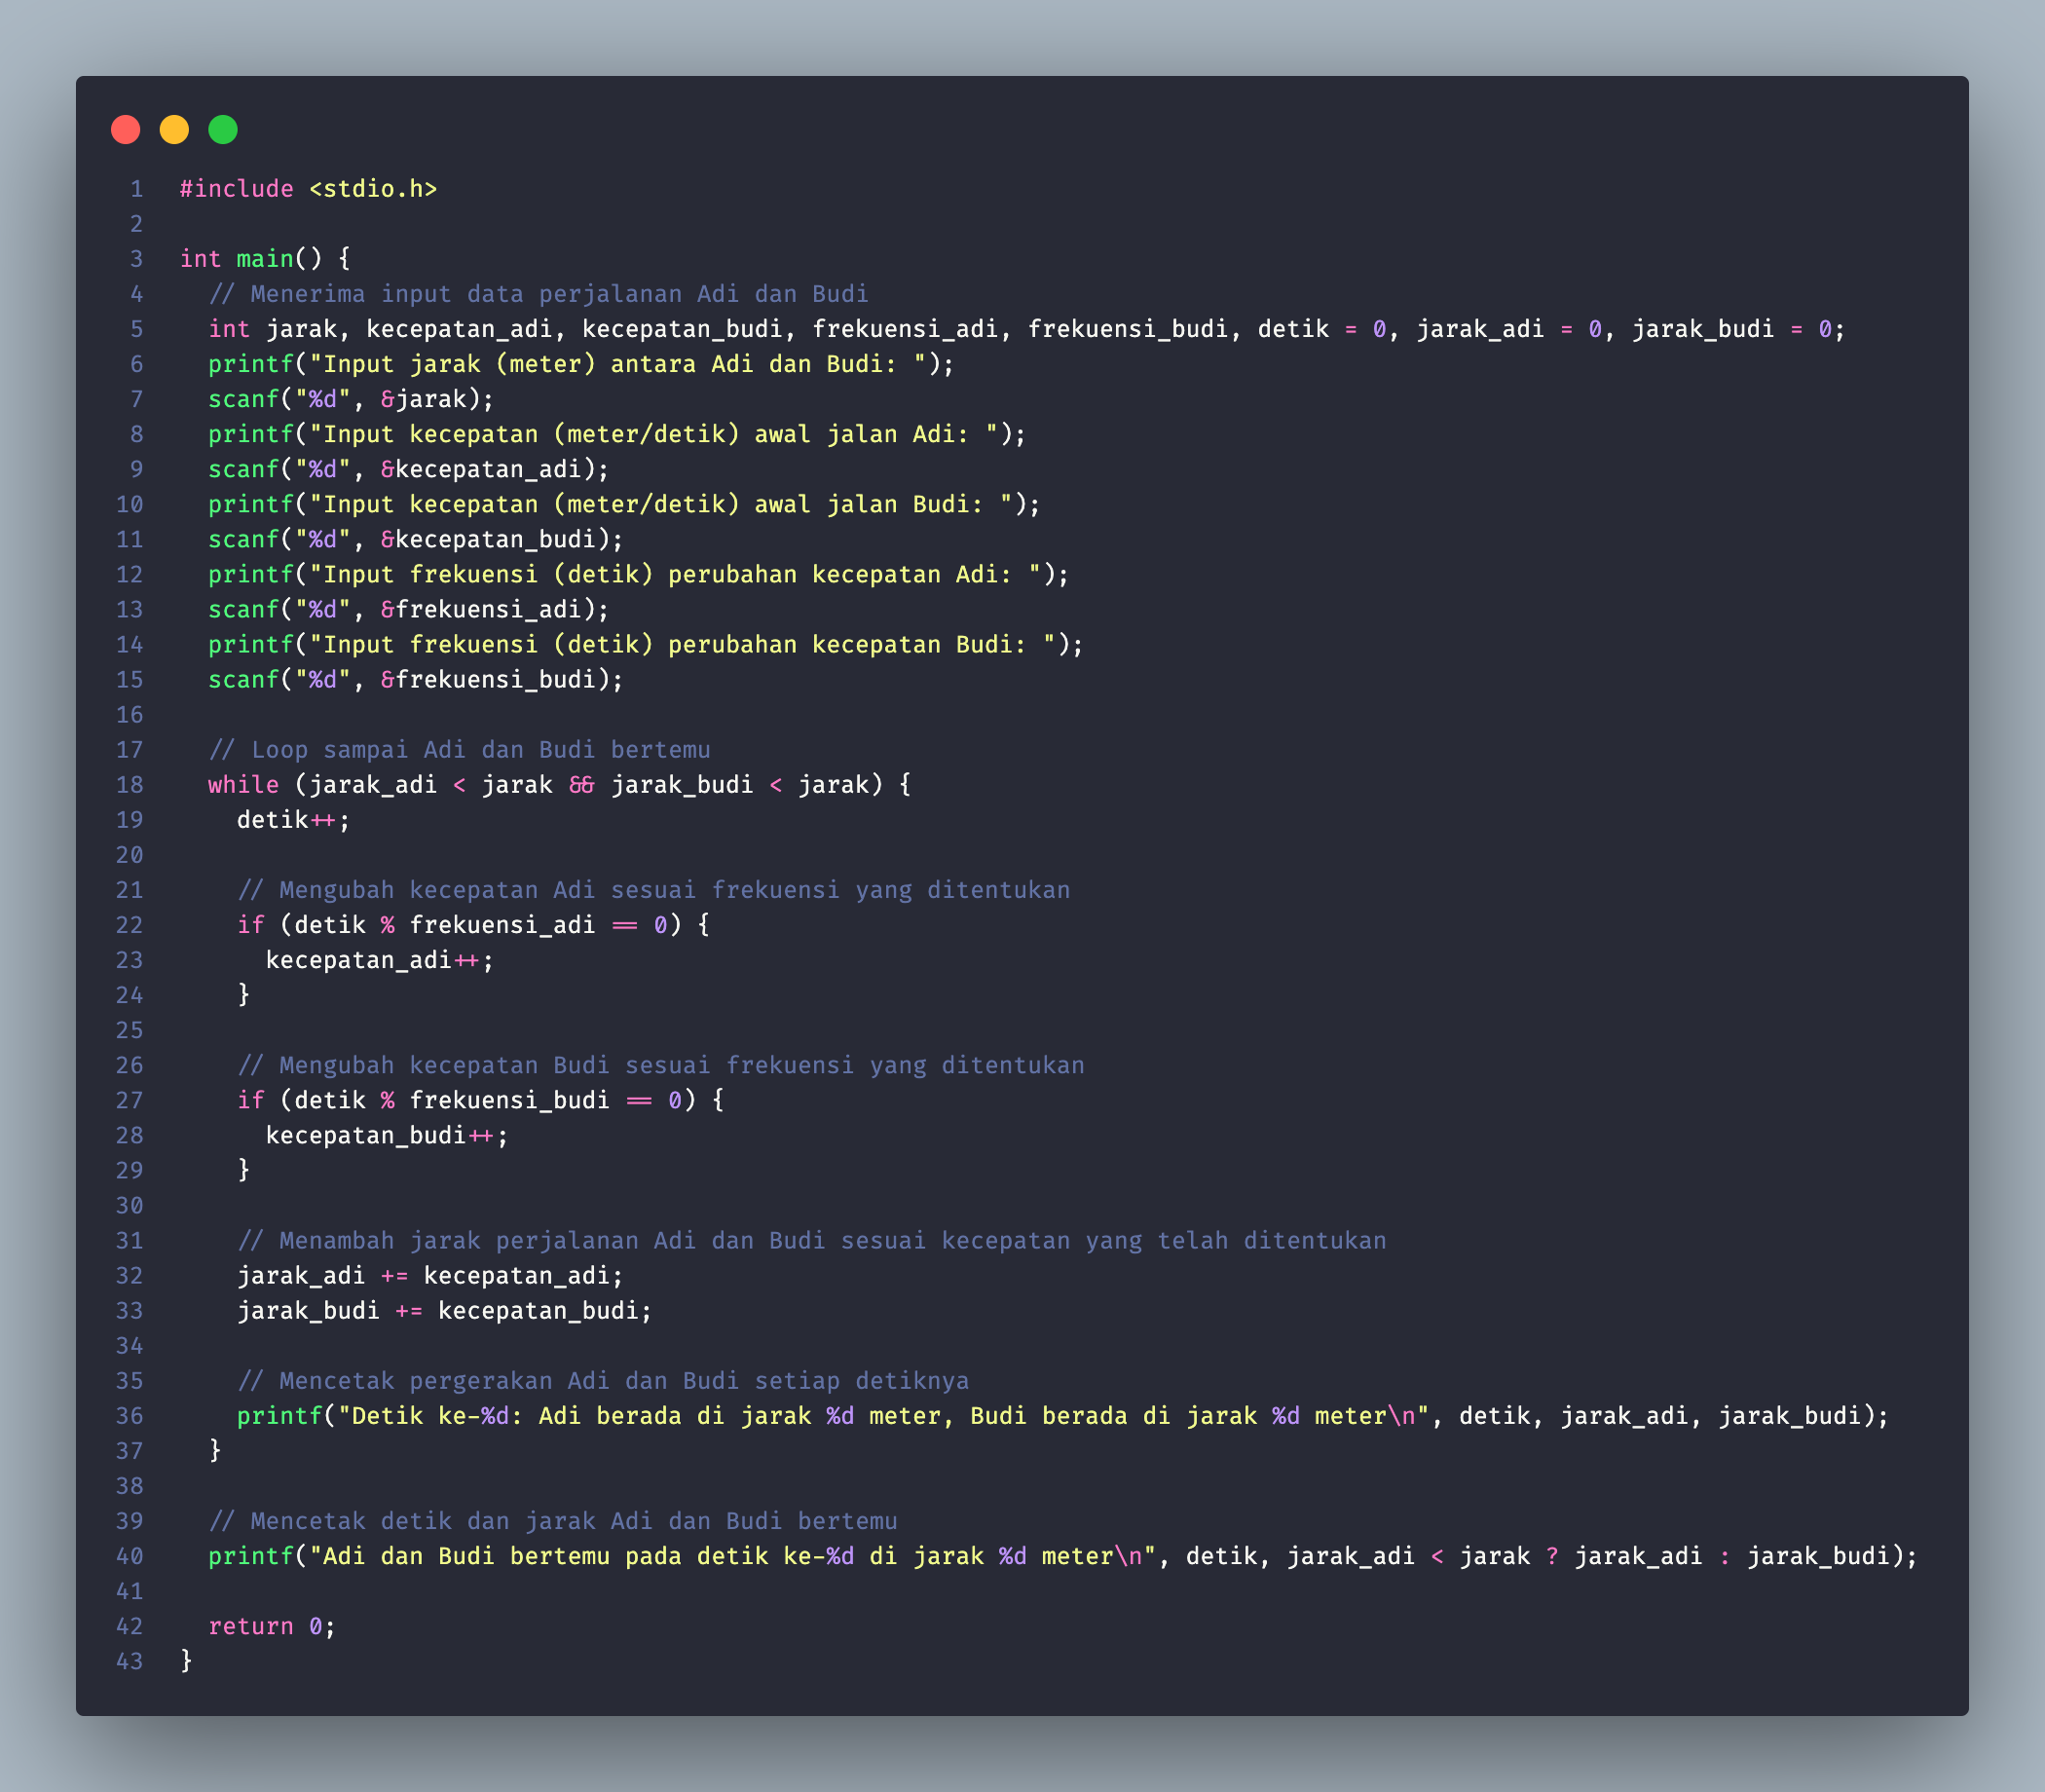 1 #include <stdio.h>
2
3 int main() {
4   // Menerima input data perjalanan Adi dan Budi
5   int jarak, kecepatan_adi, kecepatan_budi, frekuensi_adi, frekuensi_budi, detik = 0, jarak_adi = 0, jarak_budi = 0;
6   printf("Input jarak (meter) antara Adi dan Budi: ");
7   scanf("%d", &jarak);
8   printf("Input kecepatan (meter/detik) awal jalan Adi: ");
9   scanf("%d", &kecepatan_adi);
10   printf("Input kecepatan (meter/detik) awal jalan Budi: ");
11   scanf("%d", &kecepatan_budi);
12   printf("Input frekuensi (detik) perubahan kecepatan Adi: ");
13   scanf("%d", &frekuensi_adi);
14   printf("Input frekuensi (detik) perubahan kecepatan Budi: ");
15   scanf("%d", &frekuensi_budi);
16
17   // Loop sampai Adi dan Budi bertemu
18   while (jarak_adi < jarak && jarak_budi < jarak) {
19     detik++;
20
21     // Mengubah kecepatan Adi sesuai frekuensi yang ditentukan
22     if (detik % frekuensi_adi == 0) {
23       kecepatan_adi++;
24     }
25
26     // Mengubah kecepatan Budi sesuai frekuensi yang ditentukan
27     if (detik % frekuensi_budi == 0) {
28       kecepatan_budi++;
29     }
30
31     // Menambah jarak perjalanan Adi dan Budi sesuai kecepatan yang telah ditentukan
32     jarak_adi += kecepatan_adi;
33     jarak_budi += kecepatan_budi;
34
35     // Mencetak pergerakan Adi dan Budi setiap detiknya
36     printf("Detik ke-%d: Adi berada di jarak %d meter, Budi berada di jarak %d meter\n", detik, jarak_adi, jarak_budi);
37   }
38
39   // Mencetak detik dan jarak Adi dan Budi bertemu
40   printf("Adi dan Budi bertemu pada detik ke-%d di jarak %d meter\n", detik, jarak_adi < jarak ? jarak_adi : jarak_budi);
41
42   return 0;
43 }